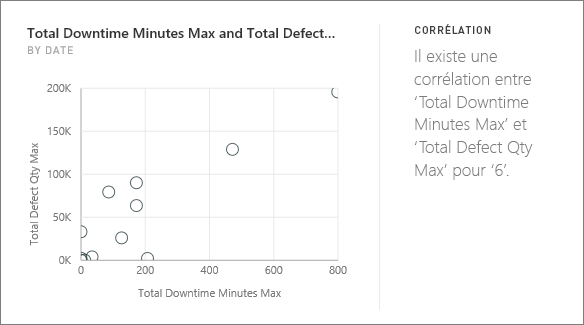 Total Downtime Minutes Max and Total Defect...
BY DATE
Total Defect Qty Max
200K
150K
100K
50K
0K
0 200 400 600 800
Total Downtime Minutes Max
CORRÉLATION
Il existe une
corrélation entre
‘Total Downtime
Minutes Max’ et
‘Total Defect Qty
Max’ pour ‘6’.